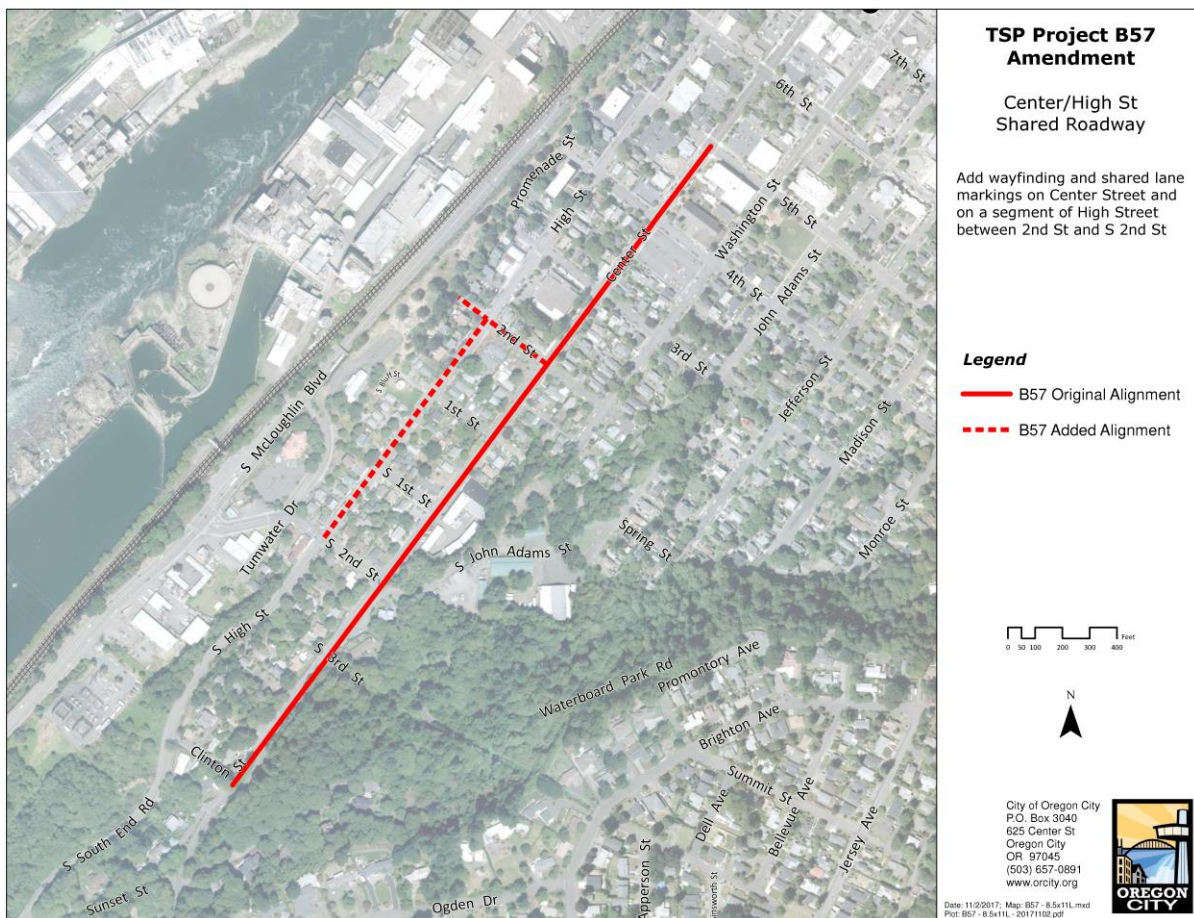 TSP Project B57
Amendment
Center/High St
Shared Roadway
Add wayfinding and shared lane
markings on Center Street and
on a segment of High Street
between 2nd St and S 2nd St
Legend
B57 Original Alignment
B57 Added Alignment
0 50 100 200 300 400 Feet
N
City of Oregon City
P.O. Box 3040
625 Center St
Oregon City
OR 97045
(503) 657-0891
www.orcity.org
OREGON
CITY
Date: 11/2/2017; Map: B57 - 8.5x11L.mxd
Plot: B57 - 8.5x11L - 20171102.pdf
7th St
6th St
Promenade St
High St
Center St
Washington St
5th St
4th St
John Adams St
2nd St
3rd St
S Bluff St
S McLoughlin Blvd
1st St
Jefferson St
Madison St
S 1st St
Tumwater Dr
S 2nd St
S John Adams St
Spring St
Monroe St
S High St
S 3rd St
Waterboard Park Rd
Promontory Ave
Brighton Ave
Clinton St
Summit St
S South End Rd
Dell Ave
Bellevue Ave
Jersey Ave
Sunset St
Ogden Dr
Apperson St
insworth St